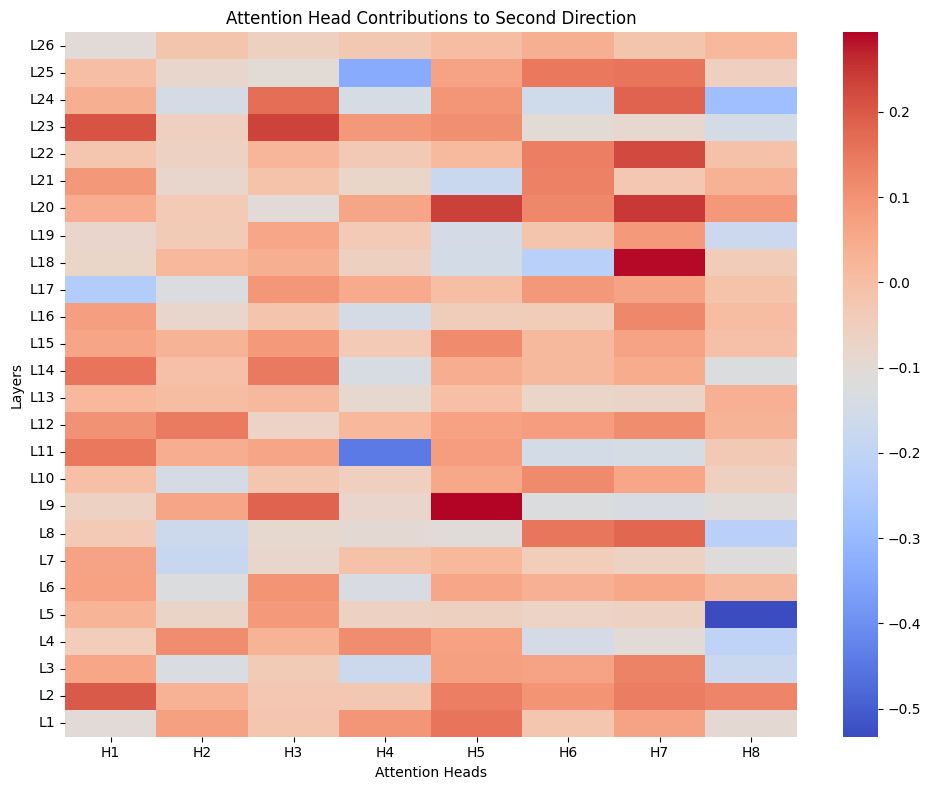 Attention Head Contributions to Second Direction
L26
L25
L24
L23
L22
L21
L20
L19
L18
L17
L16
L15
L14
L13
L12
L11
L10
L9
L8
L7
L6
L5
L4
L3
L2
L1
Layers
H1 H2 H3 H4 H5 H6 H7 H8
Attention Heads
0.2
0.1
0.0
−0.1
−0.2
−0.3
−0.4
−0.5